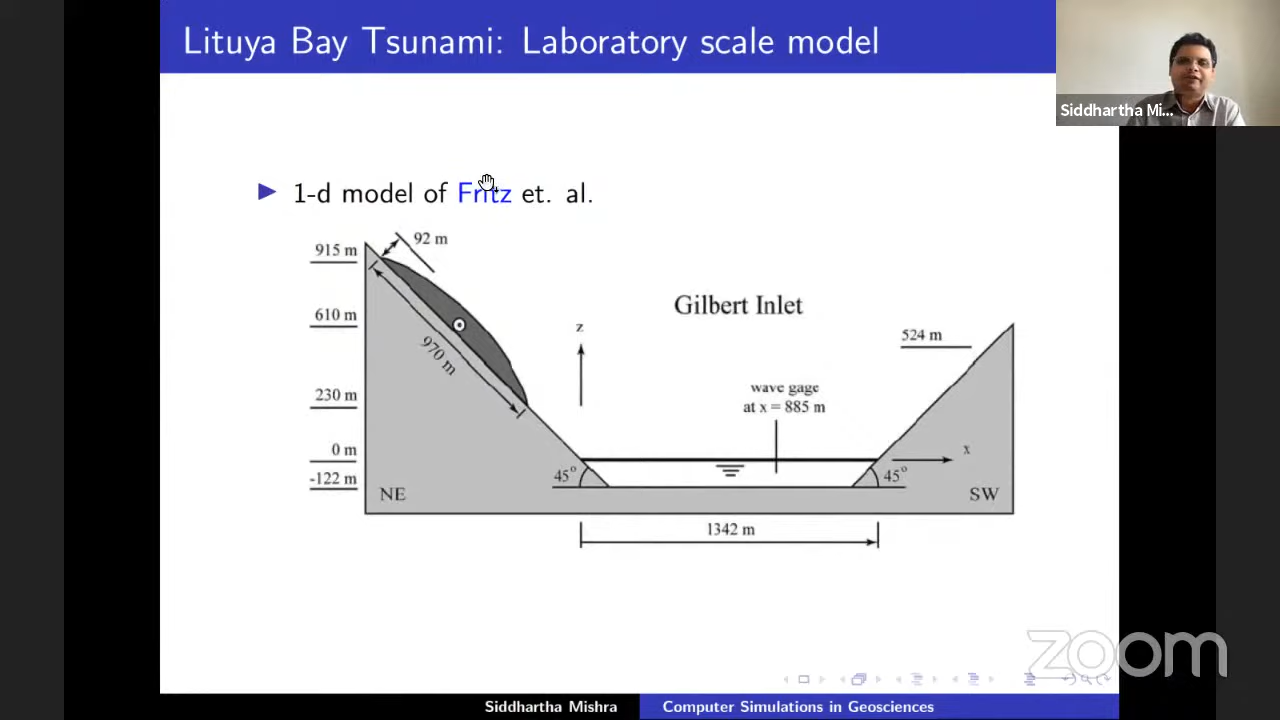 Lituya Bay Tsunami: Laboratory scale model
Siddhartha Mi...
1-d model of Fritz et. al.
92 m
915 m
610 m
230 m
0 m
-122 m
970 m
z
Gilbert Inlet
524 m
wave gage
at x = 885 m
x
45°
45°
NE
SW
1342 m
zoom
Siddhartha Mishra
Computer Simulations in Geosciences